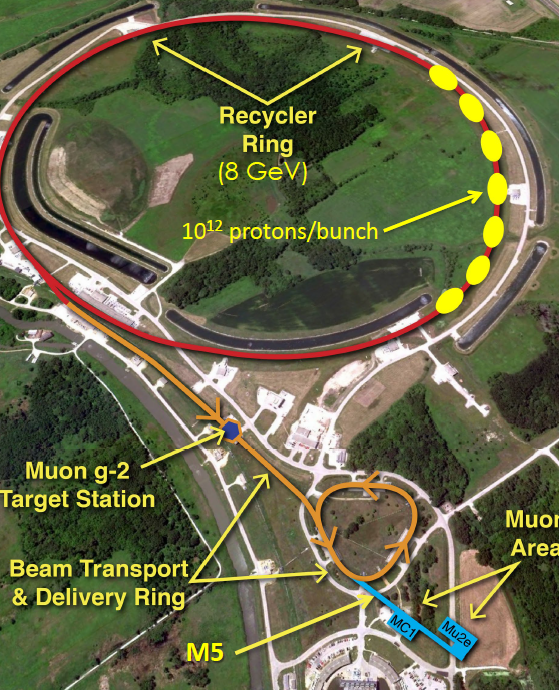 Recycler
Ring
(8 GeV)
10¹² protons/bunch
Muon g-2
Target Station
Muon
Area
Beam Transport
& Delivery Ring
M5
MC1
Mu2e